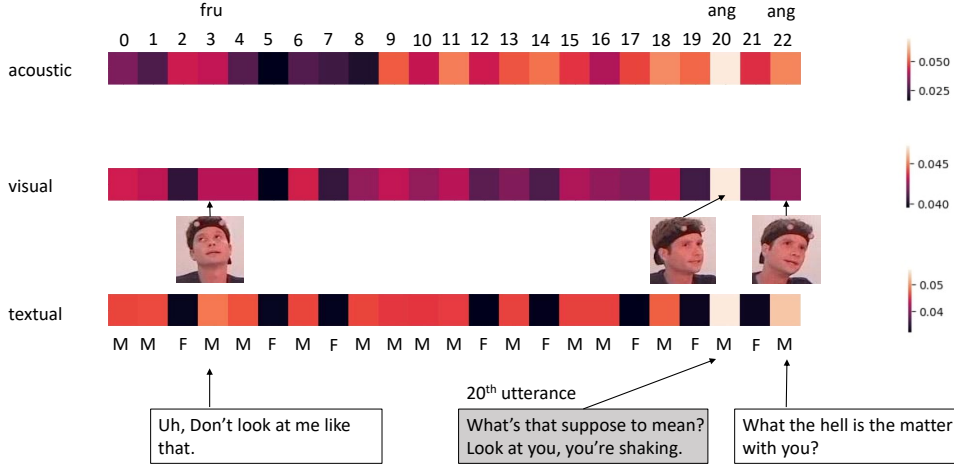 fru ang ang
0 1 2 3 4 5 6 7 8 9 10 11 12 13 14 15 16 17 18 19 20 21 22
acoustic
0.050
0.025
visual
0.045
0.040
textual
0.05
0.04
M M F M M F M F M M M M F M F M M F M F M F M
20th utterance
Uh, Don't look at me like
that.
What's that suppose to mean?
Look at you, you're shaking.
What the hell is the matter
with you?